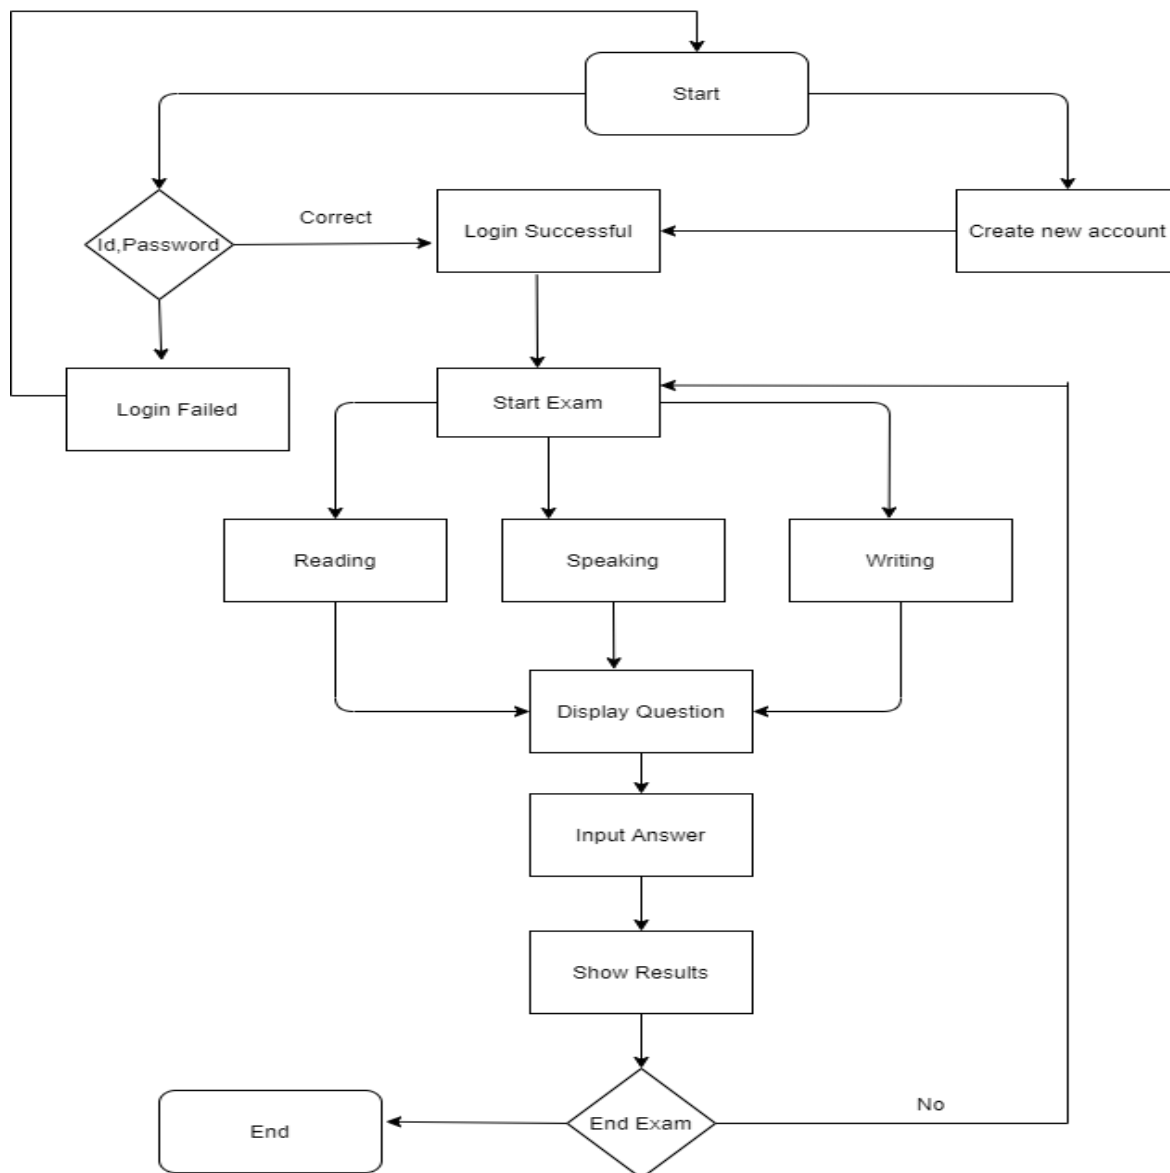 Start
Correct
Id,Password
Login Successful
Create new account
Login Failed
Start Exam
Reading
Speaking
Writing
Display Question
Input Answer
Show Results
No
End Exam
End